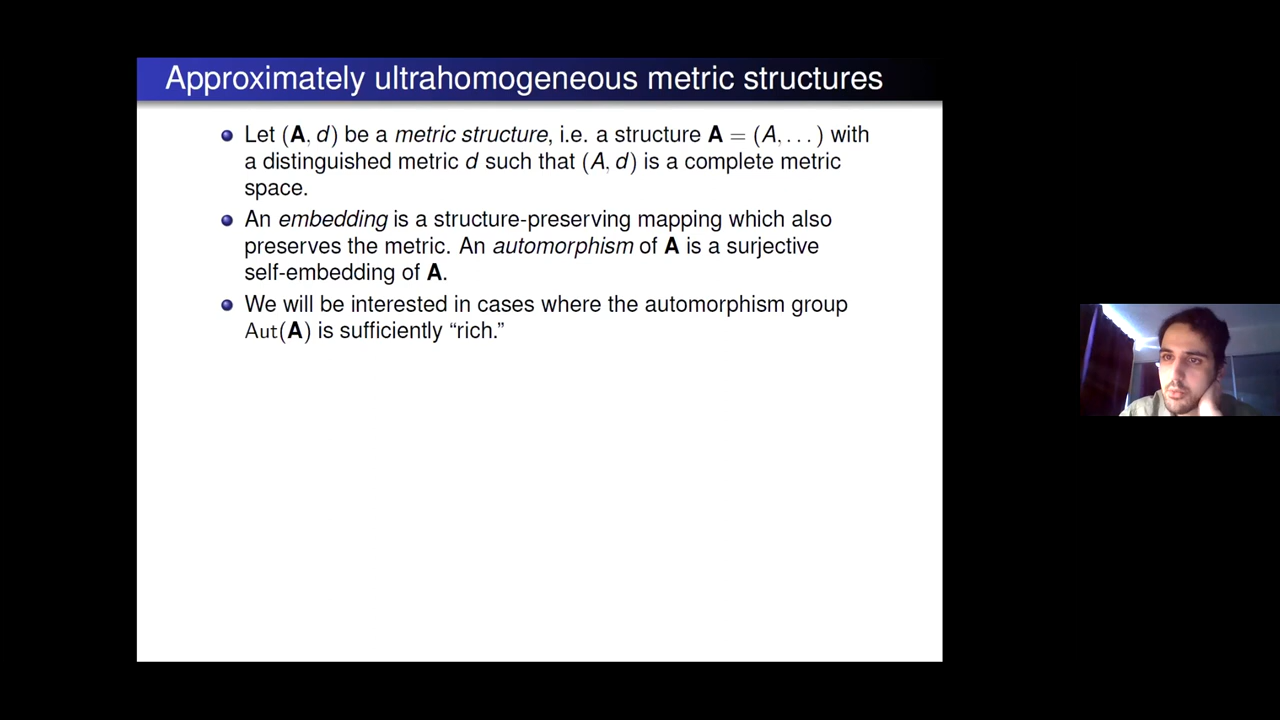 Approximately ultrahomogeneous metric structures
Let (A, d) be a metric structure, i.e. a structure A = (A, . . . ) with
a distinguished metric d such that (A, d) is a complete metric
space.
An embedding is a structure-preserving mapping which also
preserves the metric. An automorphism of A is a surjective
self-embedding of A.
We will be interested in cases where the automorphism group
Aut(A) is sufficiently “rich.”